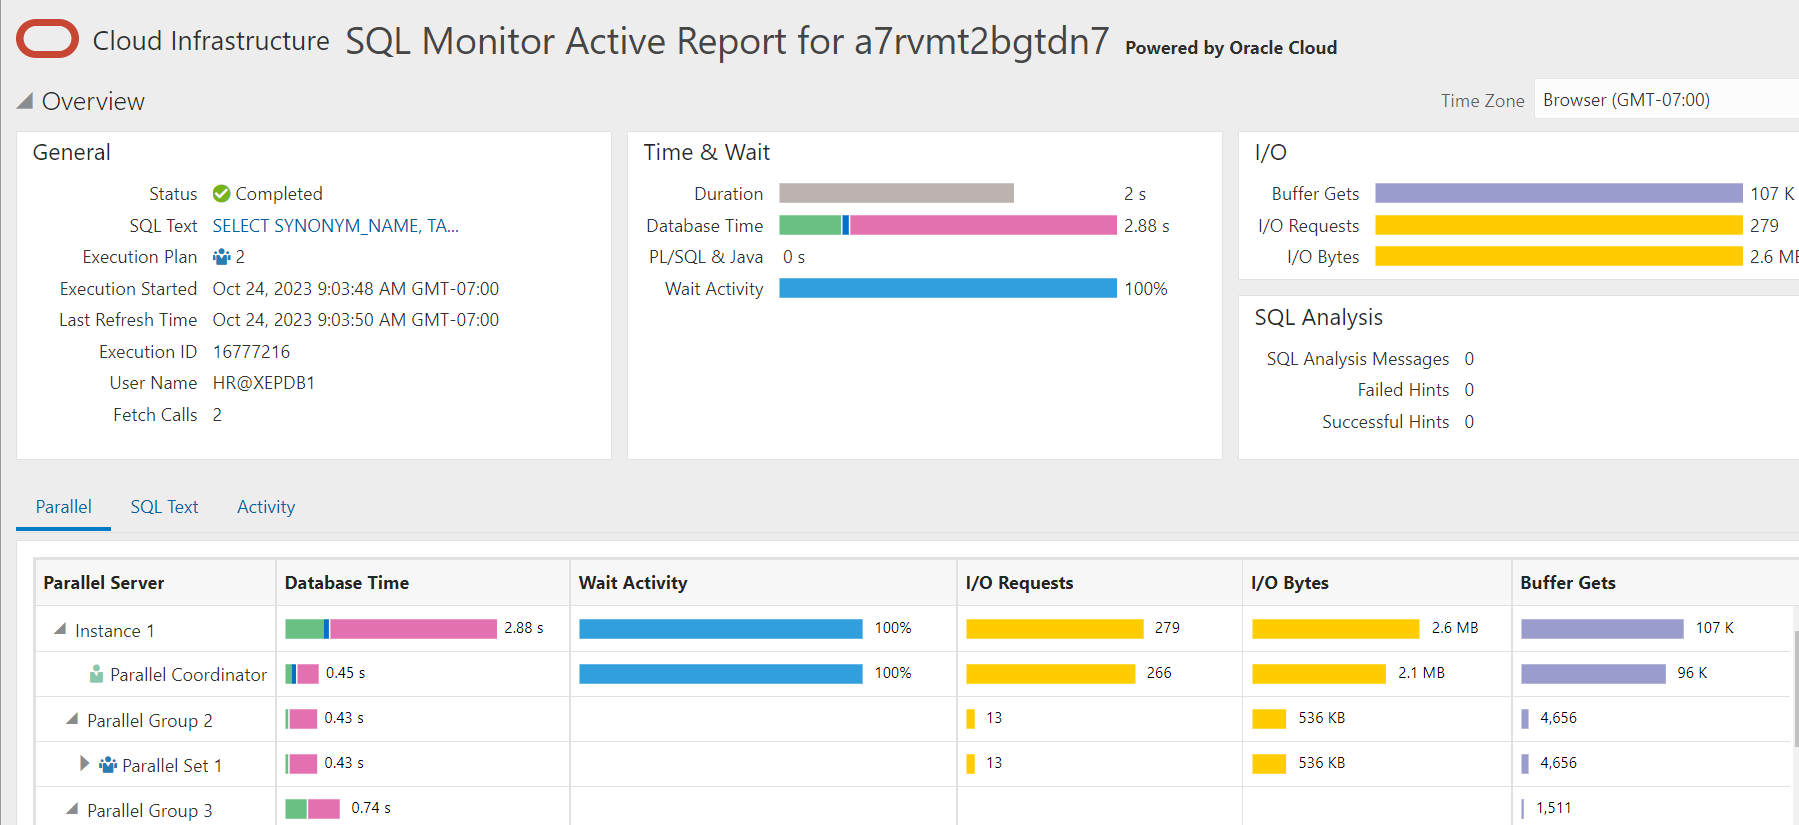 Cloud Infrastructure SQL Monitor Active Report for a7rvmt2bgtdn7 Powered by Oracle Cloud
Overview
Time Zone Browser (GMT-07:00)
General
Status Completed
SQL Text SELECT SYNONYM_NAME, TA...
Execution Plan 2
Execution Started Oct 24, 2023 9:03:48 AM GMT-07:00
Last Refresh Time Oct 24, 2023 9:03:50 AM GMT-07:00
Execution ID 16777216
User Name HR@XEPDB1
Fetch Calls 2
Time & Wait
Duration 2 s
Database Time 2.88 s
PL/SQL & Java 0 s
Wait Activity 100%
I/O
Buffer Gets 107 K
I/O Requests 279
I/O Bytes 2.6 MB
SQL Analysis
SQL Analysis Messages 0
Failed Hints 0
Successful Hints 0
Parallel SQL Text Activity
Parallel Server Database Time Wait Activity I/O Requests I/O Bytes Buffer Gets
Instance 1 2.88 s 100% 279 2.6 MB 107 K
Parallel Coordinator 0.45 s 100% 266 2.1 MB 96 K
Parallel Group 2 0.43 s 13 536 KB 4,656
Parallel Set 1 0.43 s 13 536 KB 4,656
Parallel Group 3 0.74 s 1,511